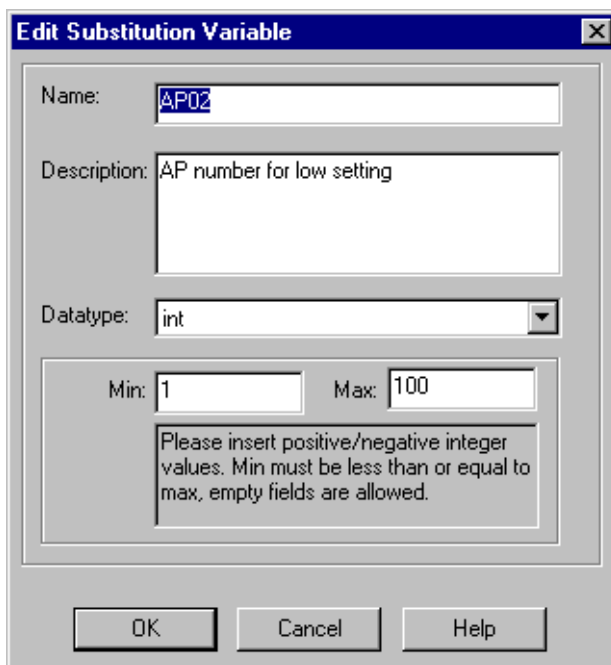 Edit Substitution Variable
Name: AP02
Description: AP number for low setting
Datatype: int
Min: 1 Max: 100
Please insert positive/negative integer
values. Min must be less than or equal to
max, empty fields are allowed.
OK Cancel Help